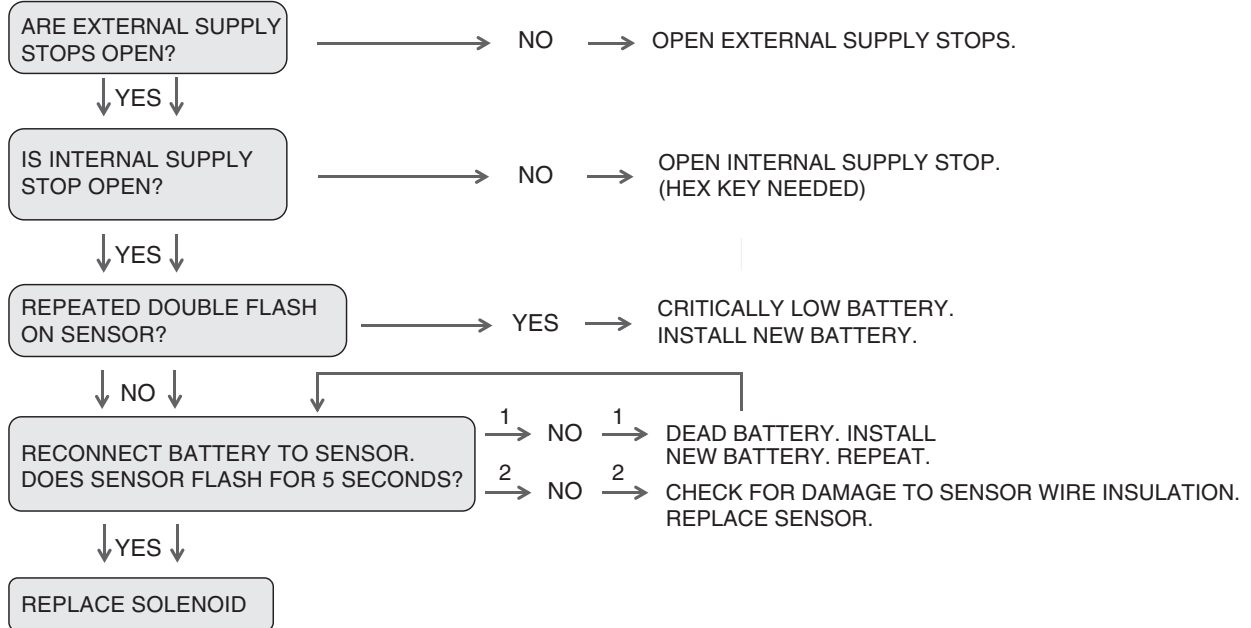 ARE EXTERNAL SUPPLY
STOPS OPEN?
NO
OPEN EXTERNAL SUPPLY STOPS.
YES
IS INTERNAL SUPPLY
STOP OPEN?
NO
OPEN INTERNAL SUPPLY STOP.
(HEX KEY NEEDED)
YES
REPEATED DOUBLE FLASH
ON SENSOR?
YES
CRITICALLY LOW BATTERY.
INSTALL NEW BATTERY.
NO
RECONNECT BATTERY TO SENSOR.
DOES SENSOR FLASH FOR 5 SECONDS?
1 NO 1
DEAD BATTERY. INSTALL
NEW BATTERY. REPEAT.
2 NO 2
CHECK FOR DAMAGE TO SENSOR WIRE INSULATION.
REPLACE SENSOR.
YES
REPLACE SOLENOID